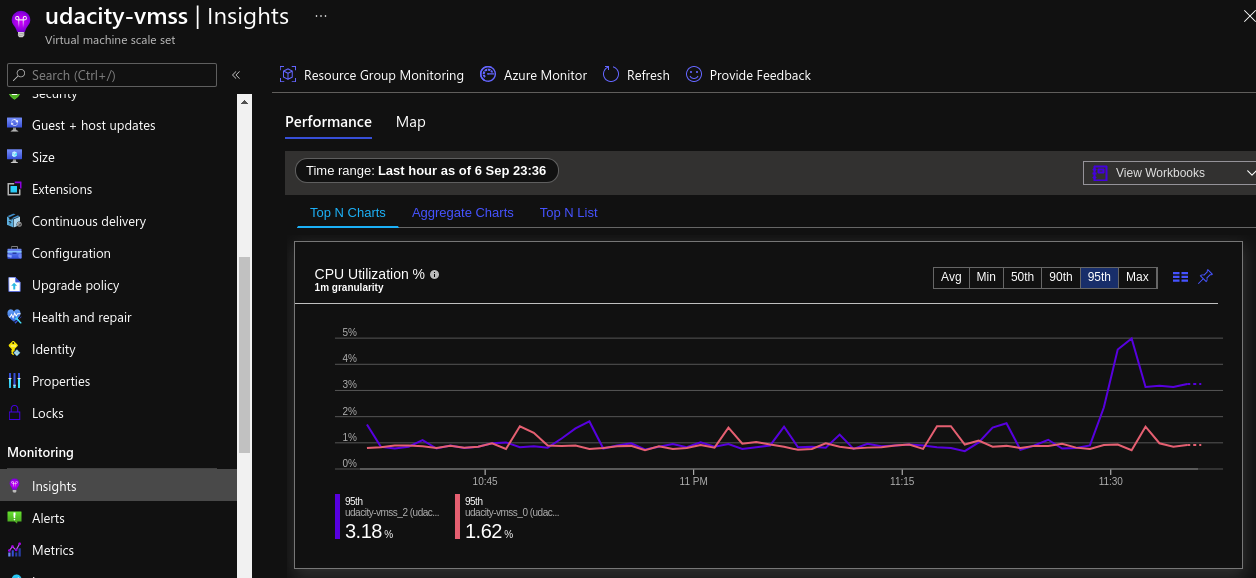 udacity-vmss | Insights ...
Virtual machine scale set
Search (Ctrl+/)
«
Resource Group Monitoring
Azure Monitor
Refresh
Provide Feedback
Security
Guest + host updates
Size
Extensions
Continuous delivery
Configuration
Upgrade policy
Health and repair
Identity
Properties
Locks
Monitoring
Insights
Alerts
Metrics
Performance
Map
Time range: Last hour as of 6 Sep 23:36
View Workbooks
Top N Charts
Aggregate Charts
Top N List
CPU Utilization %
1m granularity
Avg
Min
50th
90th
95th
Max
5%
4%
3%
2%
1%
0%
10:45
11 PM
11:15
11:30
95th
udacity-vmss_2 (udac...
3.18 %
95th
udacity-vmss_0 (udac...
1.62 %